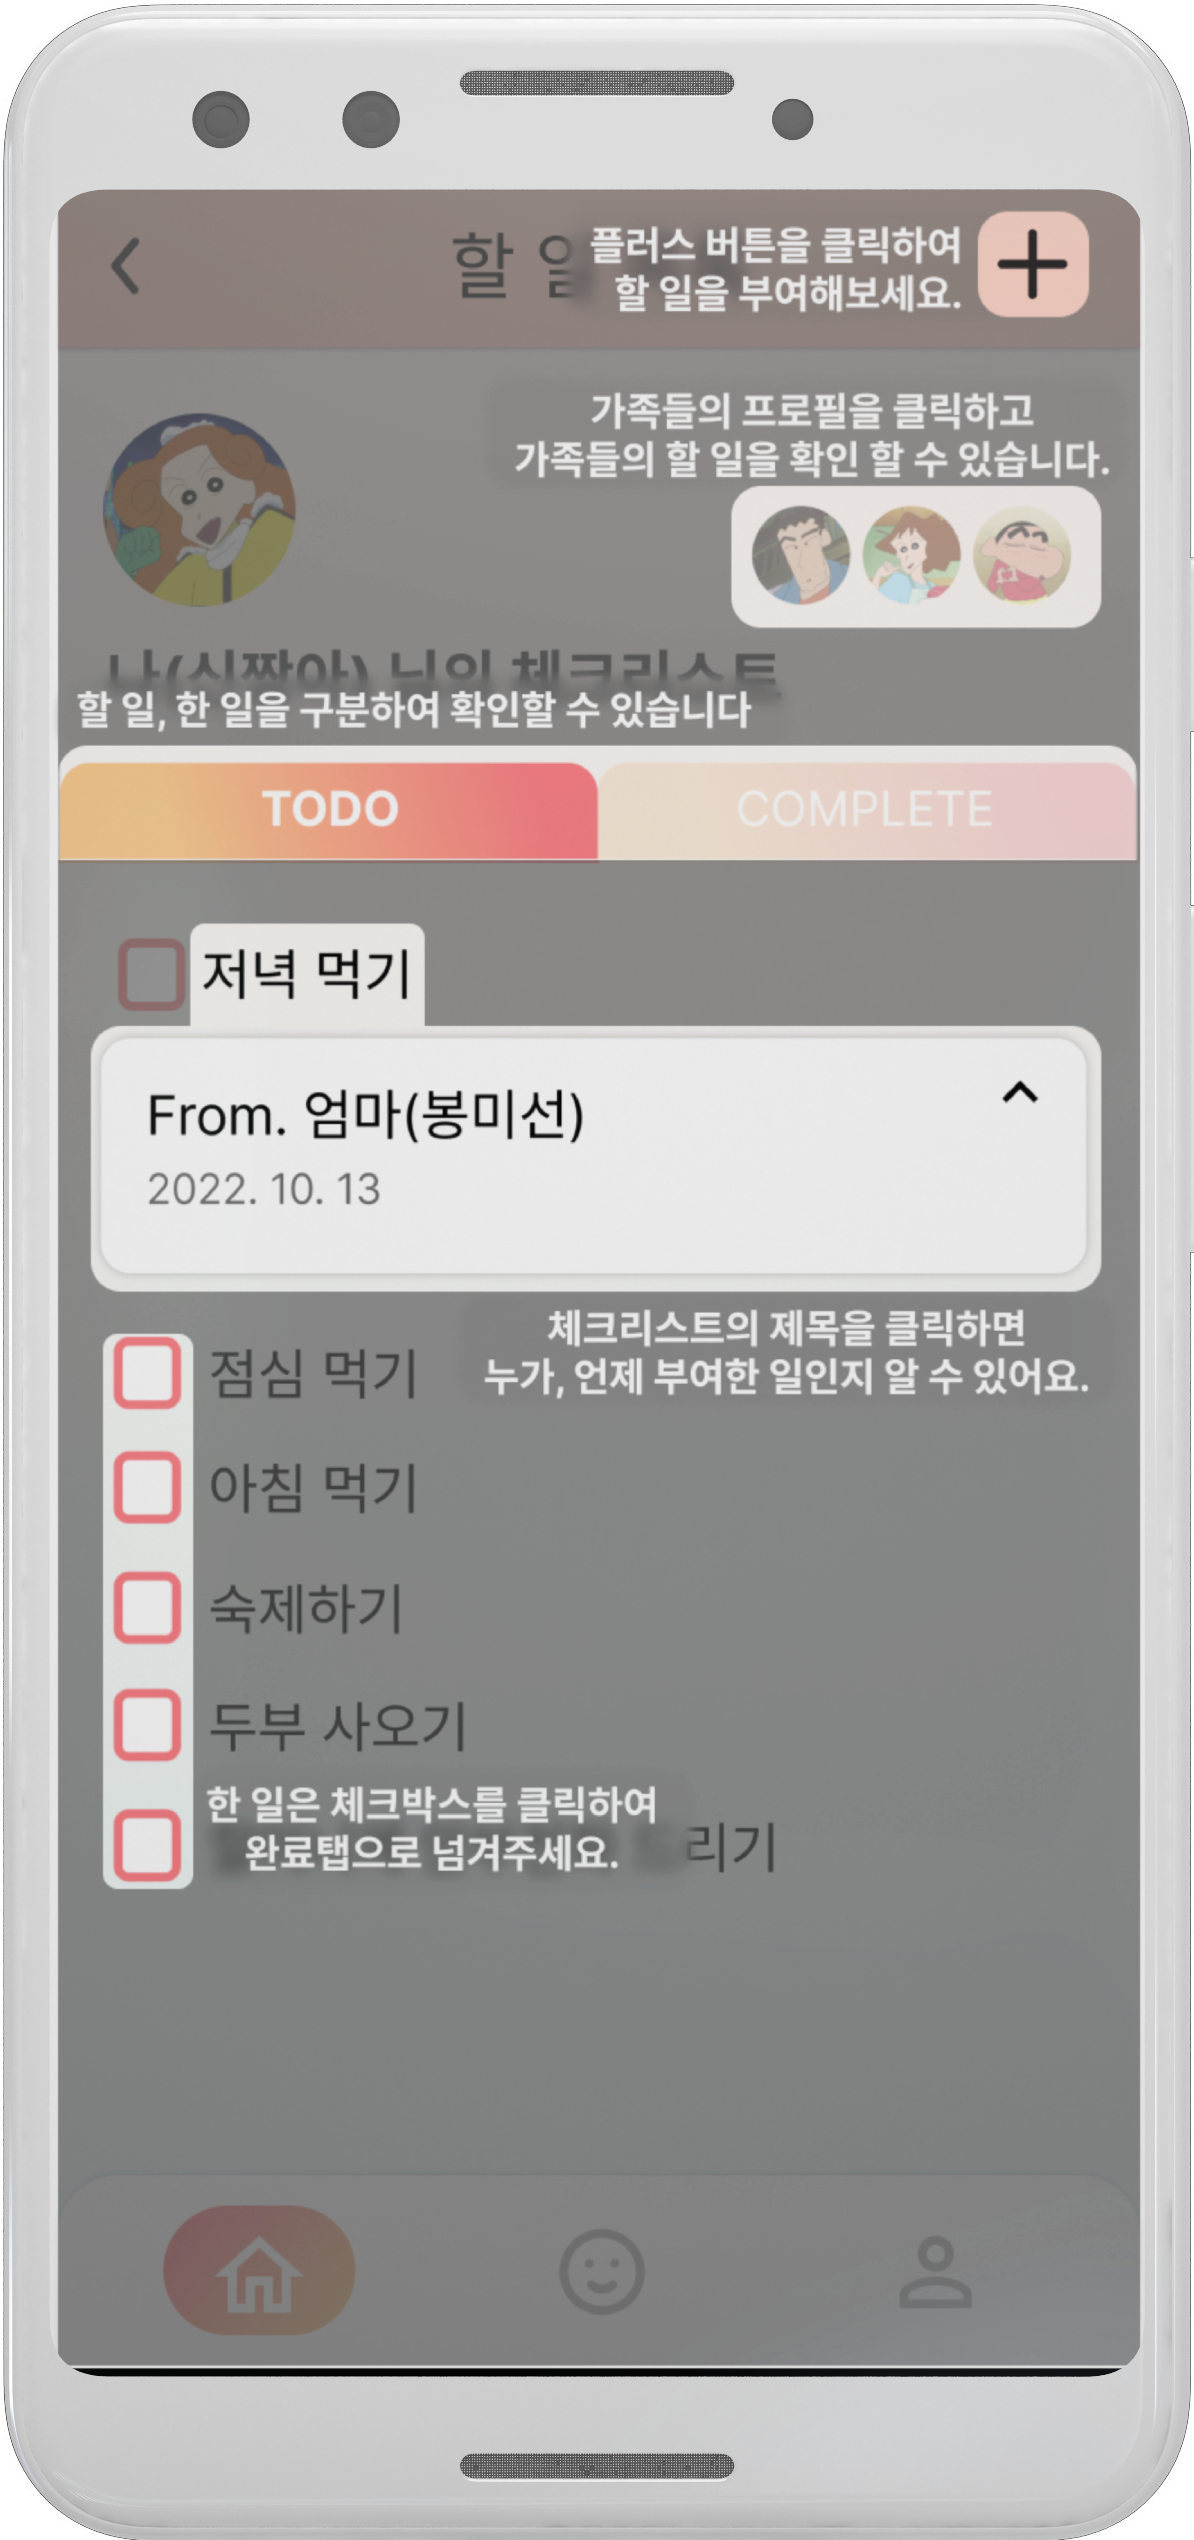 할
플러스 버튼을 클릭하여
할 일을 부여해보세요.
가족들의 프로필을 클릭하고
가족들의 할 일을 확인 할 수 있습니다.
나(신짱아) 님의 체크리스트
할 일, 한 일을 구분하여 확인할 수 있습니다
TODO
COMPLETE
저녁 먹기
From. 엄마(봉미선)
2022. 10. 13
체크리스트의 제목을 클릭하면
누가, 언제 부여한 일인지 알 수 있어요.
점심 먹기
아침 먹기
숙제하기
두부 사오기
한 일은 체크박스를 클릭하여
완료탭으로 넘겨주세요.
리기